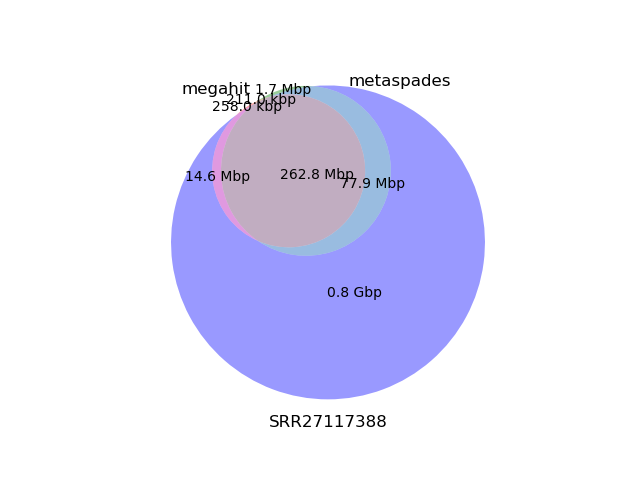 metaspades
megahit
1.7 Mbp
211.0 kbp
258.0 kbp
14.6 Mbp
262.8 Mbp
77.9 Mbp
0.8 Gbp
SRR27117388